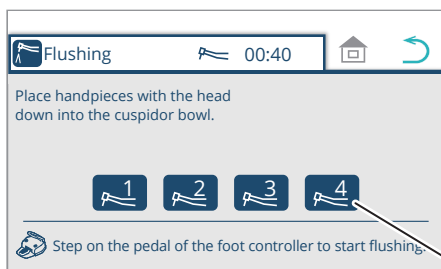 Flushing 00:40
Place handpieces with the head
down into the cuspidor bowl.
1 2 3 4
Step on the pedal of the foot controller to start flushing.